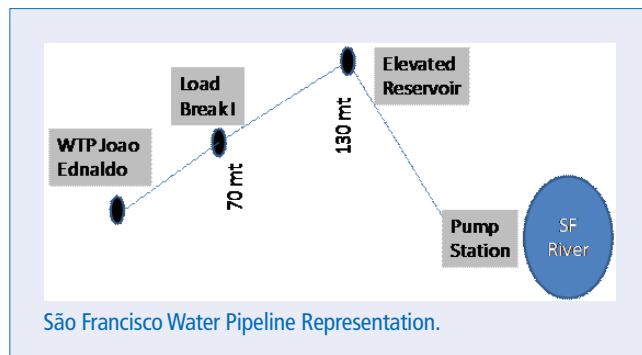 Elevated
Reservoir
Load
Break I
130 mt
WTP Joao
Ednaldo
70 mt
Pump
Station
SF
River
São Francisco Water Pipeline Representation.